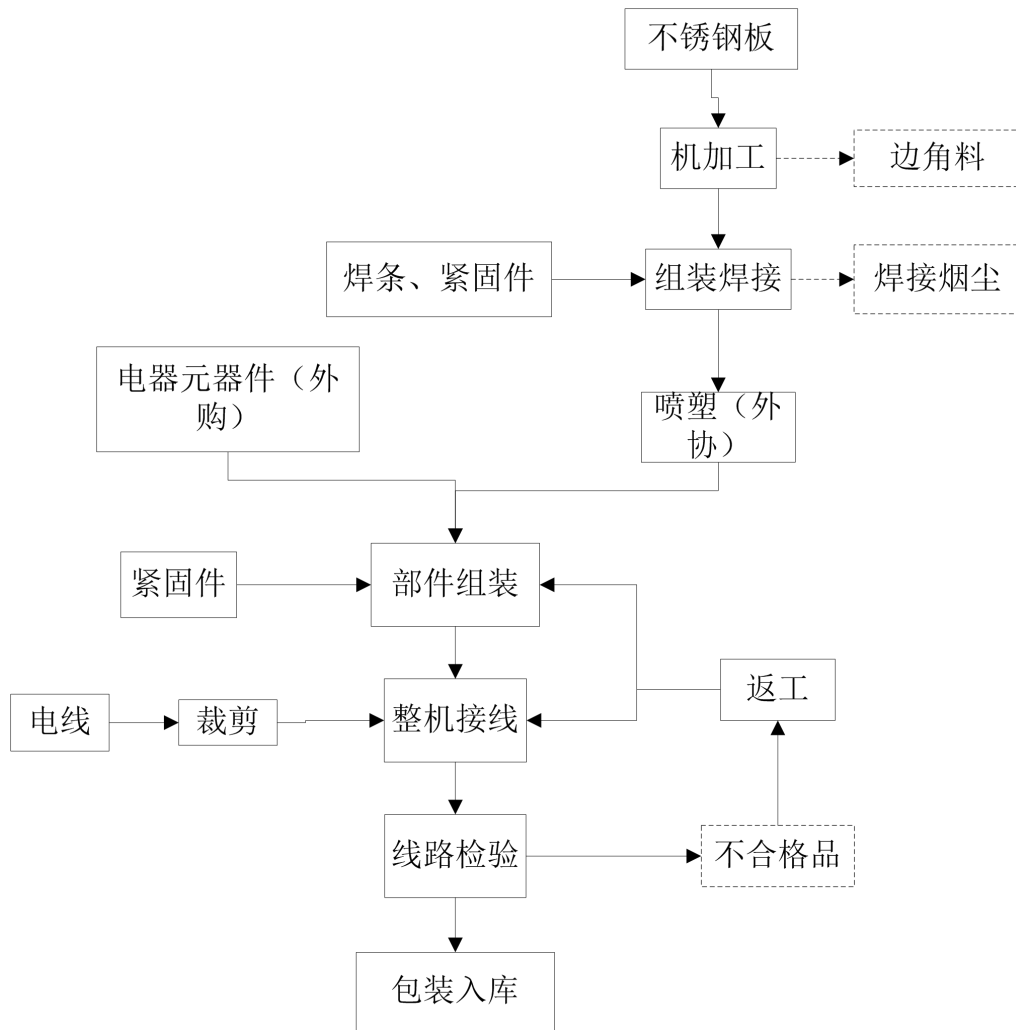 不锈钢板
机加工
边角料
焊条、紧固件
组装焊接
焊接烟尘
电器元器件（外
购）
喷塑（外
协）
紧固件
部件组装
电线
裁剪
整机接线
返工
线路检验
不合格品
包装入库